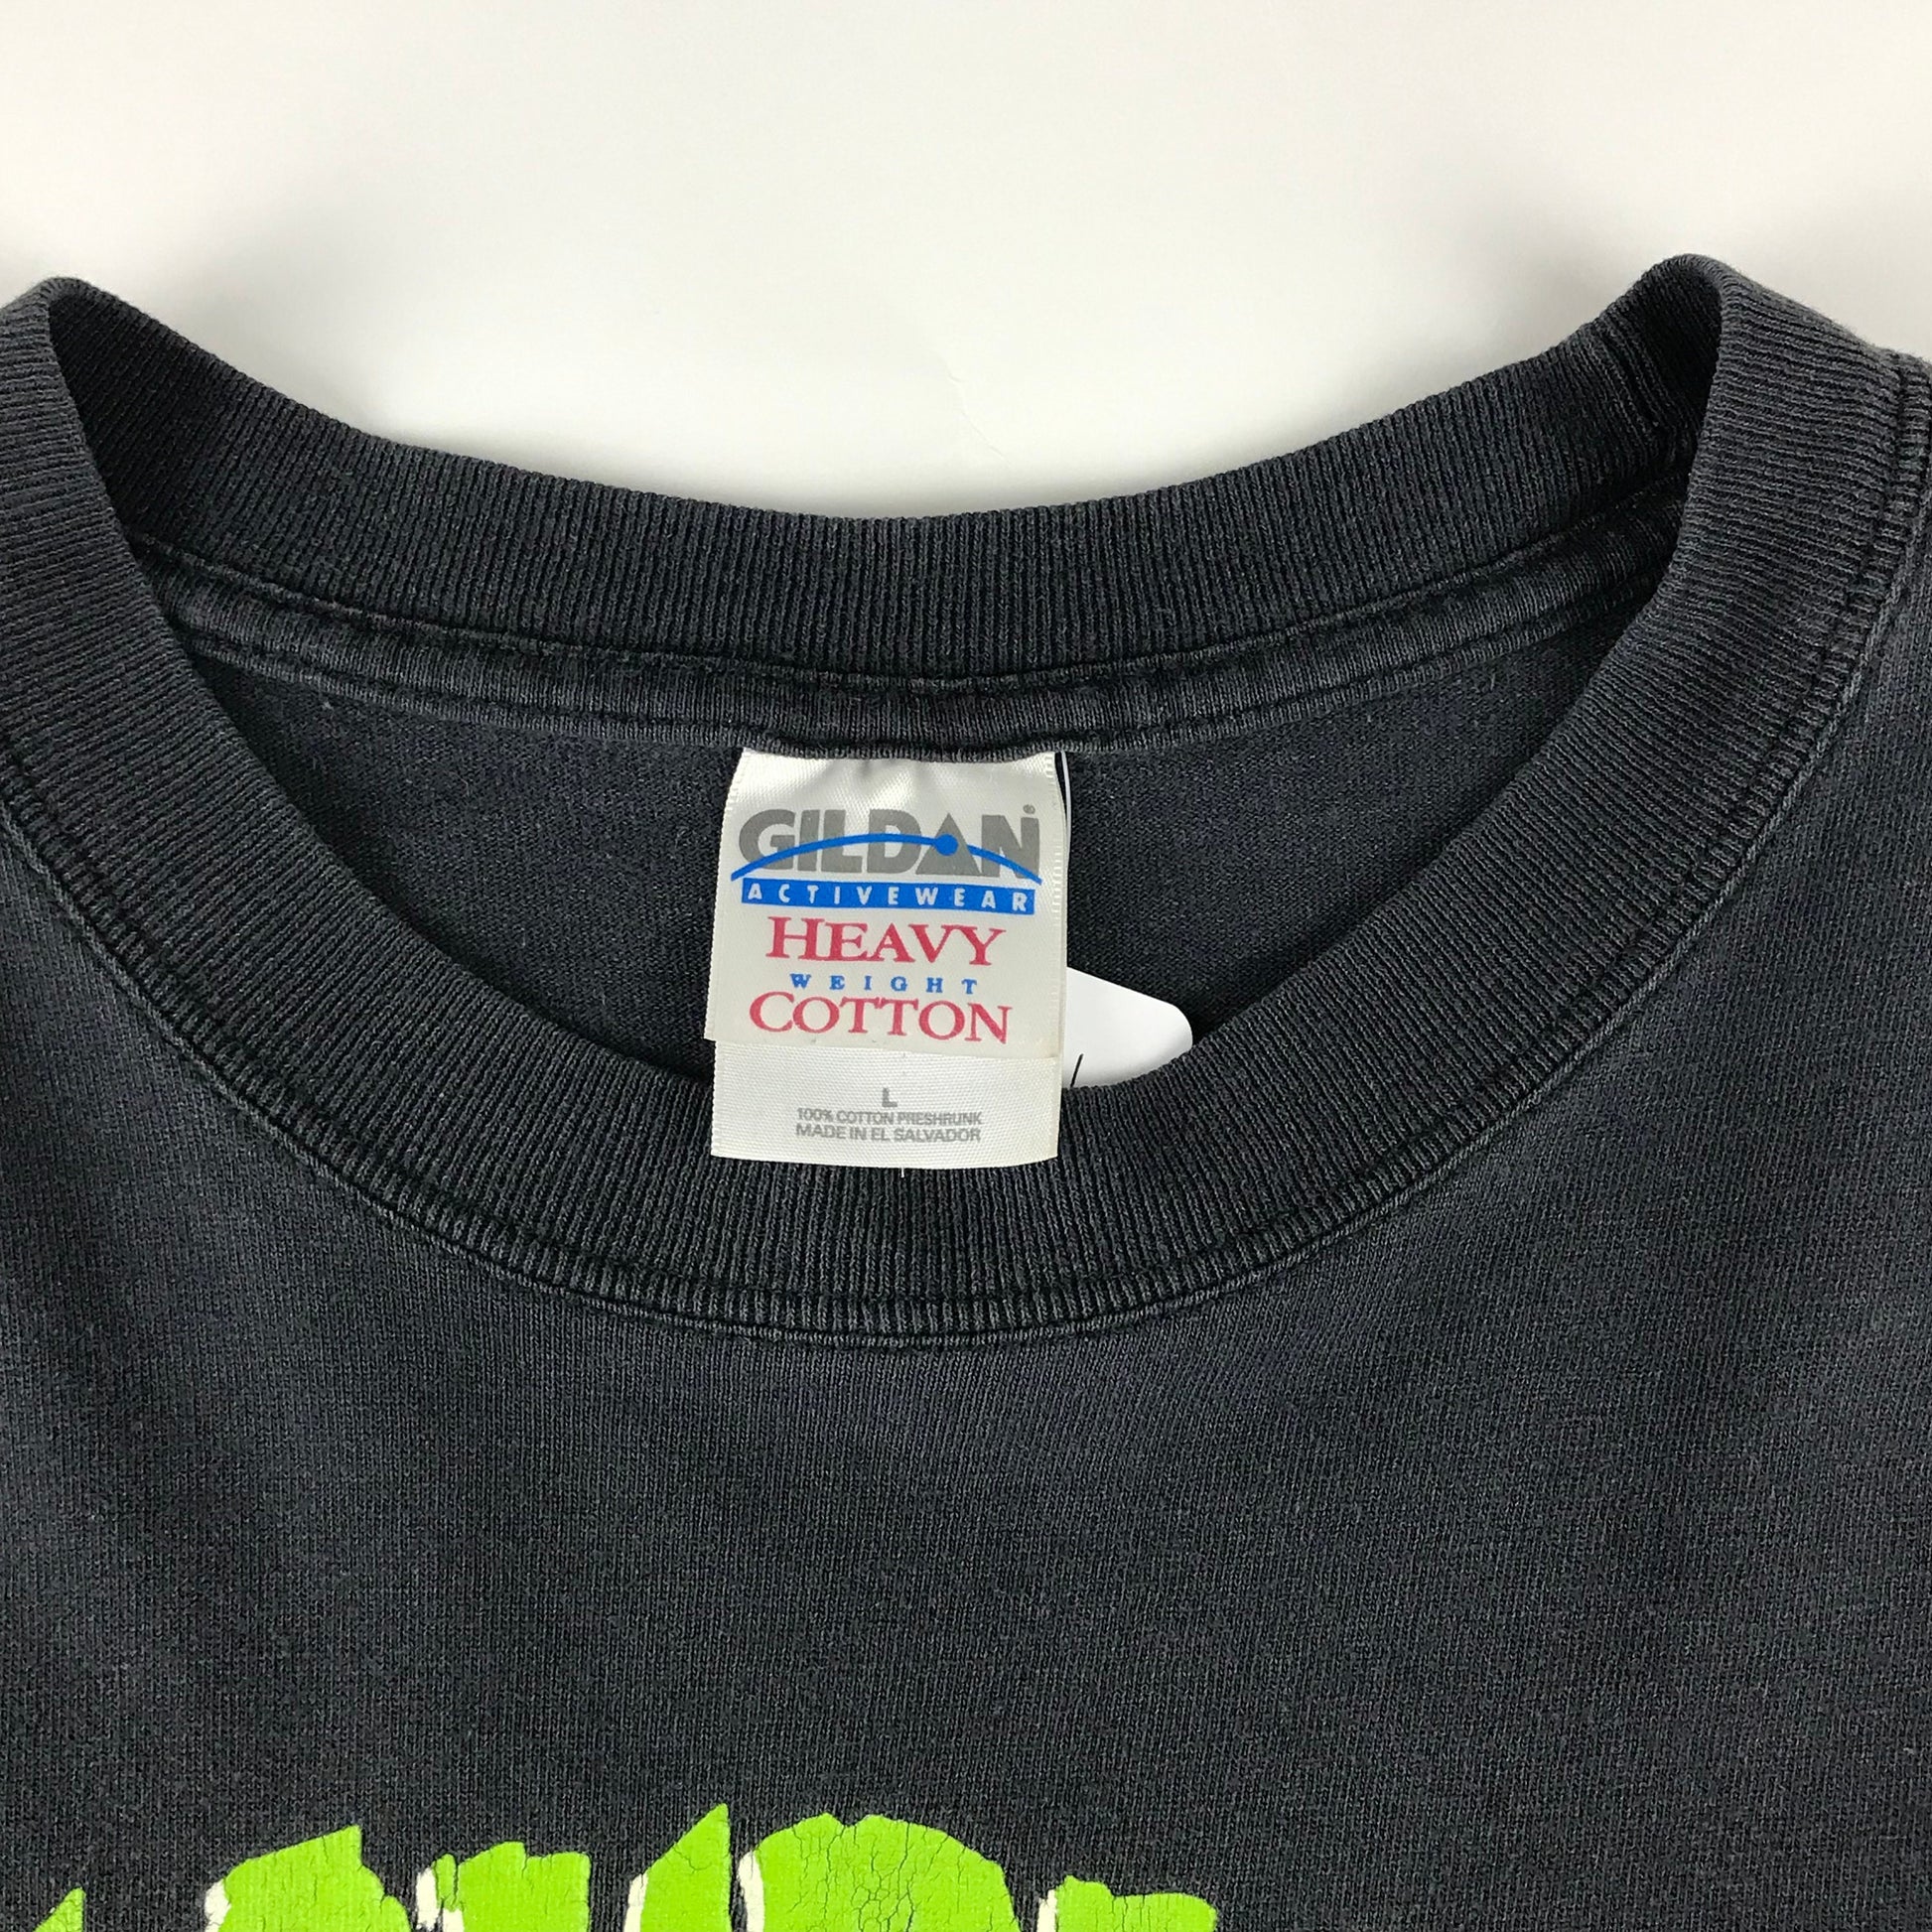 GILDAN®
ACTIVEWEAR
HEAVY
WEIGHT
COTTON
L
100% COTTON PRESHRUNK
MADE IN EL SALVADOR